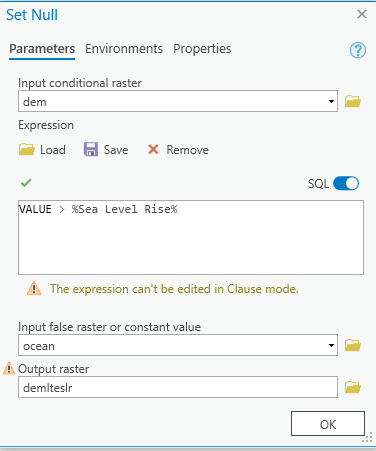 Set Null
Parameters Environments Properties
Input conditional raster
dem
Expression
Load Save Remove
SQL
VALUE > %Sea Level Rise%
The expression can't be edited in Clause mode.
Input false raster or constant value
ocean
Output raster
demlteslr
OK